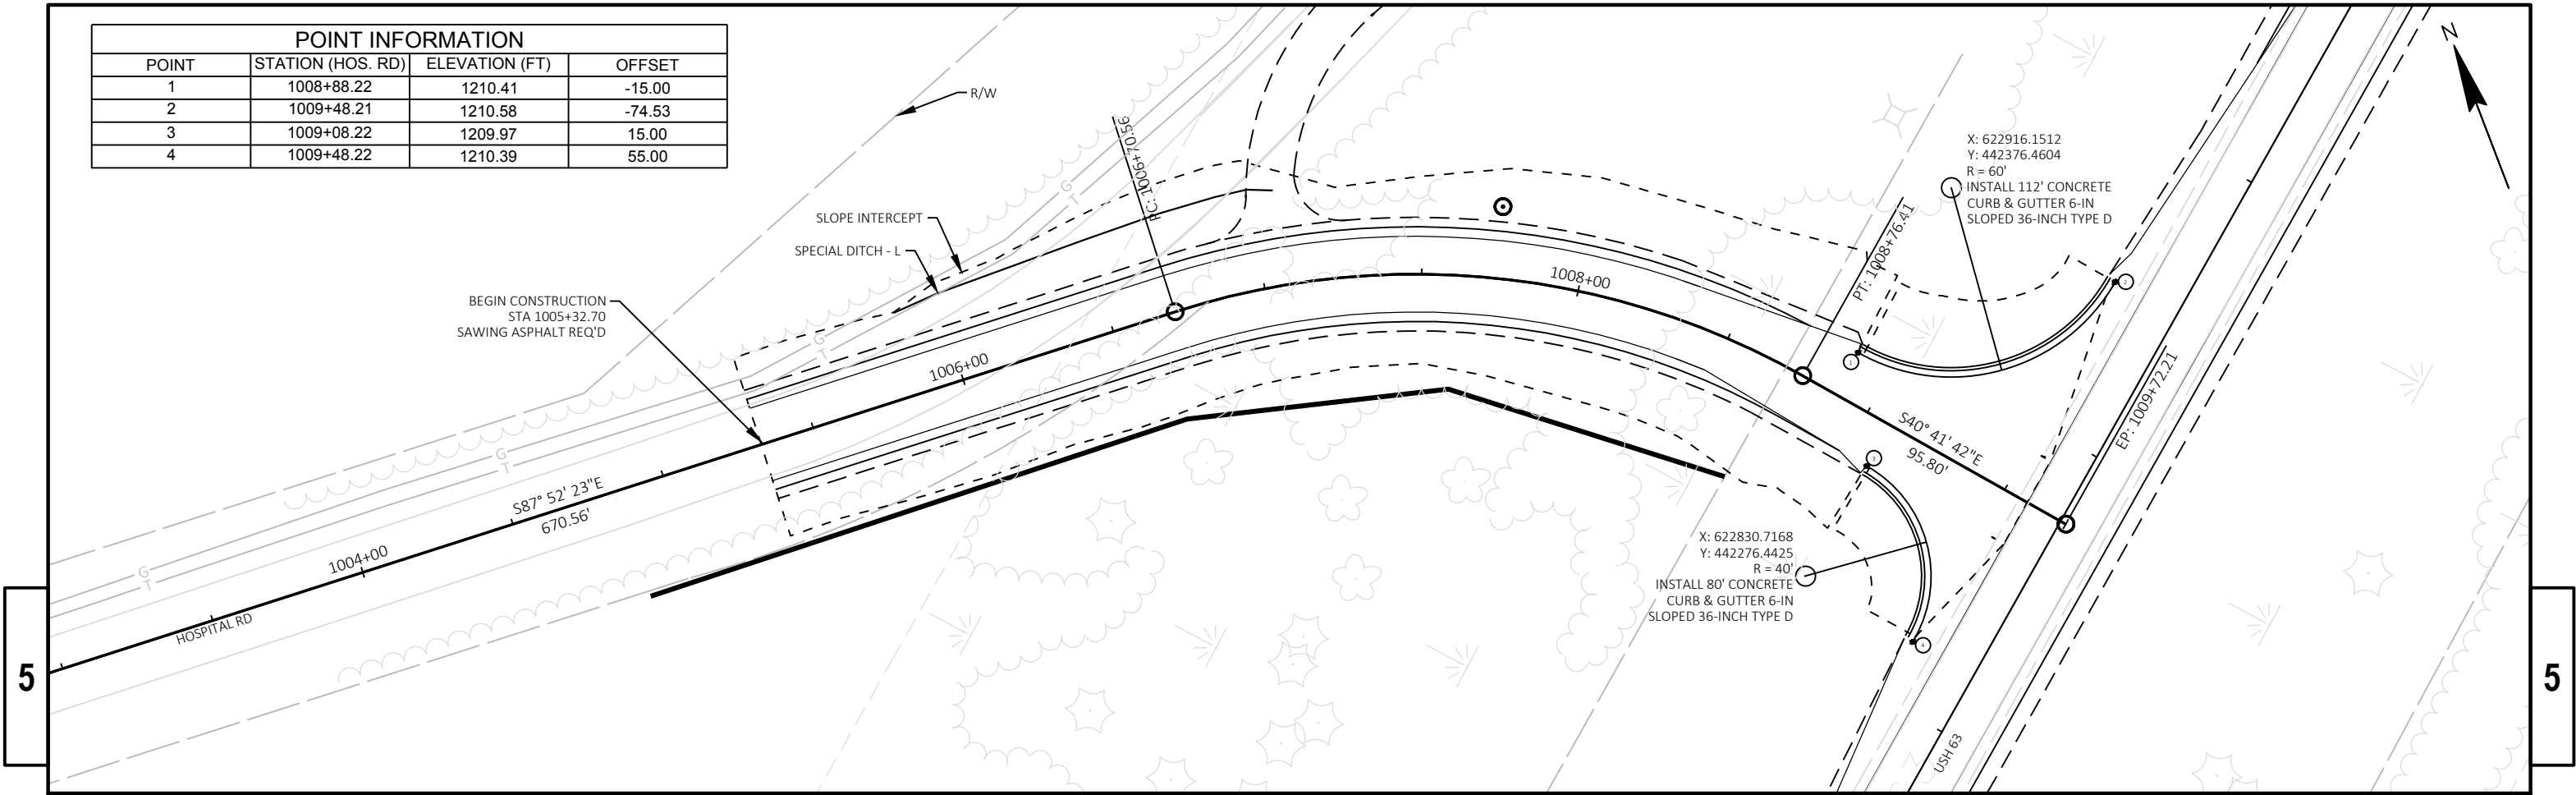 POINT INFORMATION
POINT STATION (HOS. RD) ELEVATION (FT) OFFSET
1 1008+88.22 1210.41 -15.00
2 1009+48.21 1210.58 -74.53
3 1009+08.22 1209.97 15.00
4 1009+48.22 1210.39 55.00
R/W
N
PC: 1006+70.56
X: 622916.1512
Y: 442376.4604
R = 60'
INSTALL 112' CONCRETE
CURB & GUTTER 6-IN
SLOPED 36-INCH TYPE D
G
T
SLOPE INTERCEPT
SPECIAL DITCH - L
PT: 1008+76.41
1008+00
2
BEGIN CONSTRUCTION
STA 1005+32.70
SAWING ASPHALT REQ'D
G
T
1006+00
1
EP: 1009+72.21
S40° 41' 42"E
95.80'
G
T
3
S87° 52' 23"E
670.56'
1004+00
X: 622830.7168
Y: 442276.4425
R = 40'
INSTALL 80' CONCRETE
CURB & GUTTER 6-IN
SLOPED 36-INCH TYPE D
G
T
HOSPITAL RD
4
5
5
USH 63